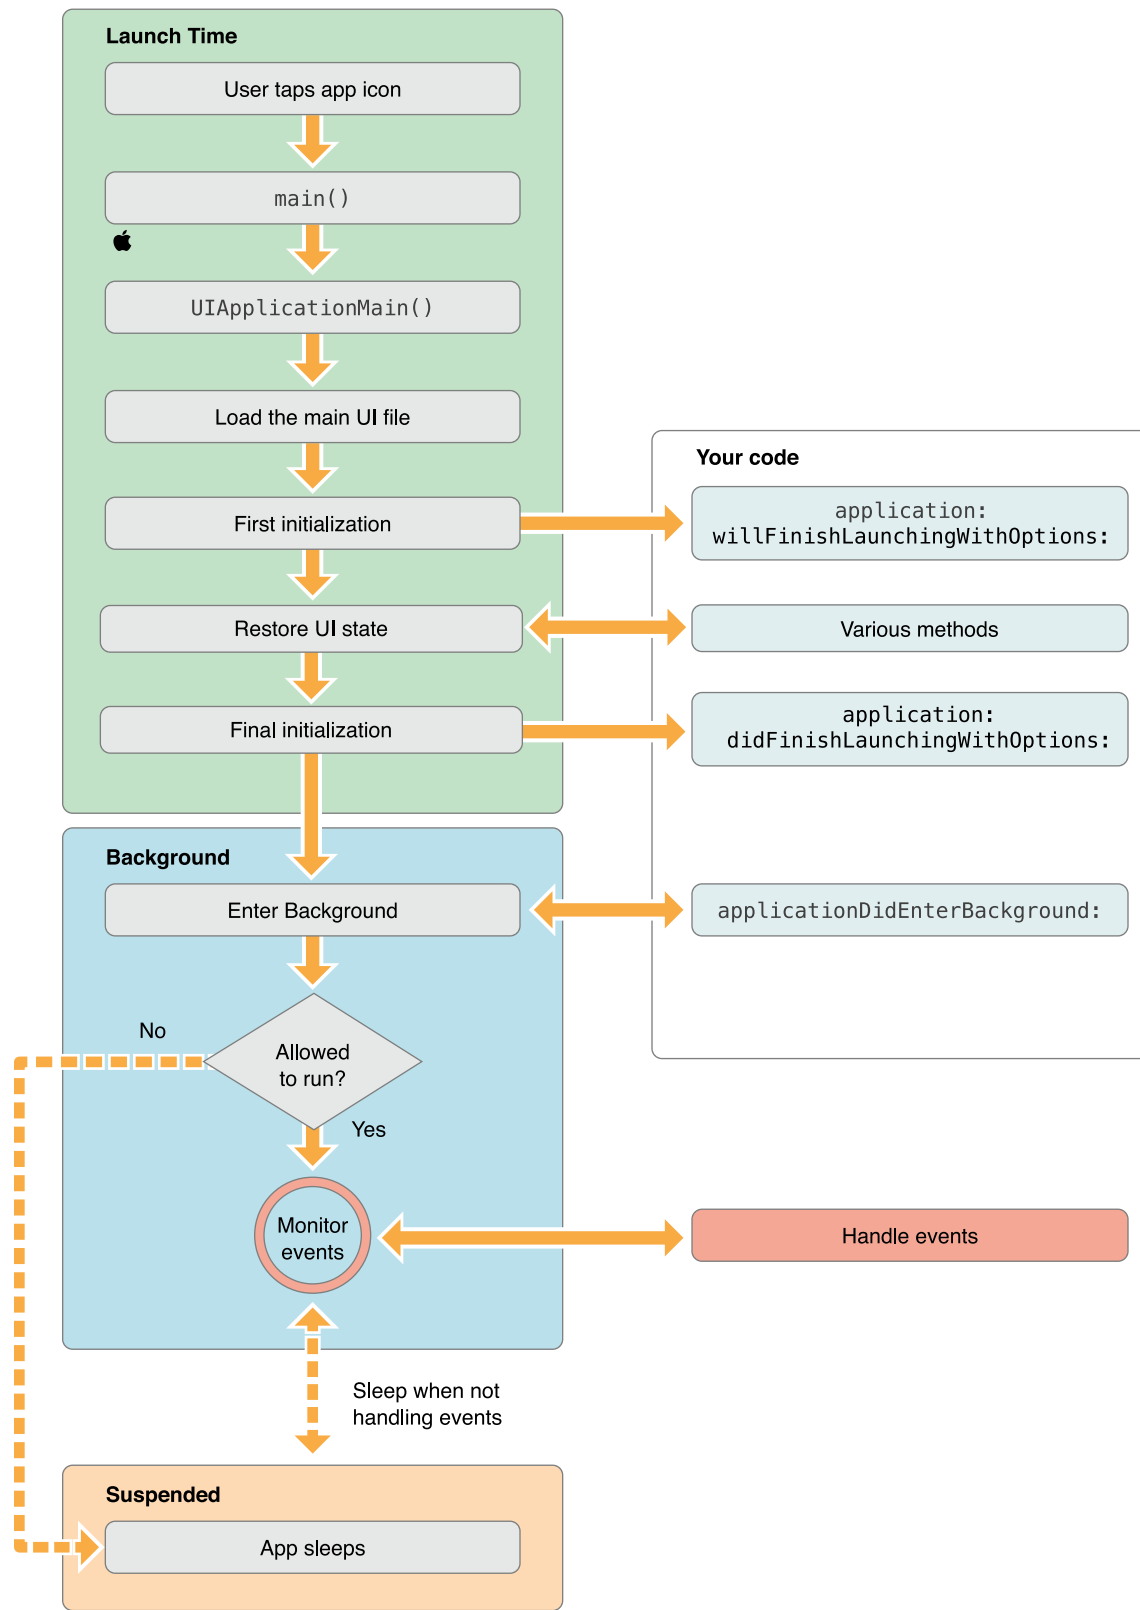 Launch Time
User taps app icon
main()
UIApplicationMain()
Load the main UI file
First initialization
Restore UI state
Final initialization
Your code
application:
willFinishLaunchingWithOptions:
Various methods
application:
didFinishLaunchingWithOptions:
Background
Enter Background
applicationDidEnterBackground:
No
Allowed
to run?
Yes
Monitor
events
Handle events
Sleep when not
handling events
Suspended
App sleeps